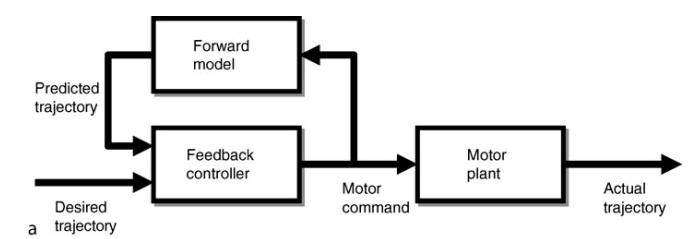 Forward
model
Predicted
trajectory
Feedback
controller
Motor
plant
Motor
command
Actual
trajectory
Desired
trajectory
a